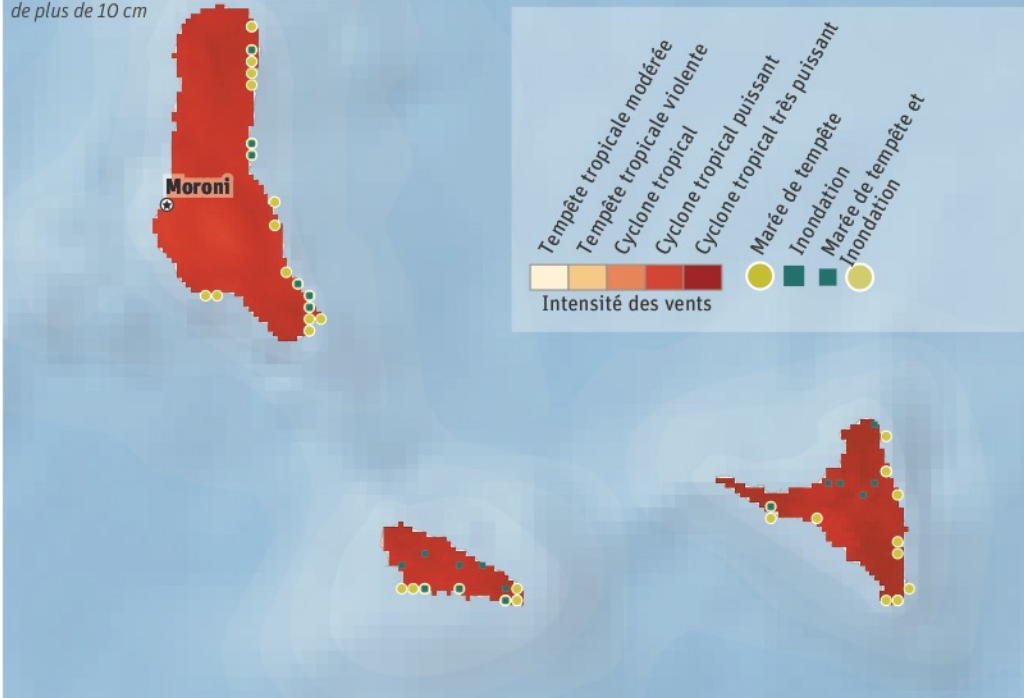 de plus de 10 cm
Moroni
Tempête tropicale modérée
Tempête tropicale violente
Cyclone tropical
Cyclone tropical puissant
Cyclone tropical très puissant
Marée de tempête
Inondation
Marée de tempête et
Inondation
Intensité des vents